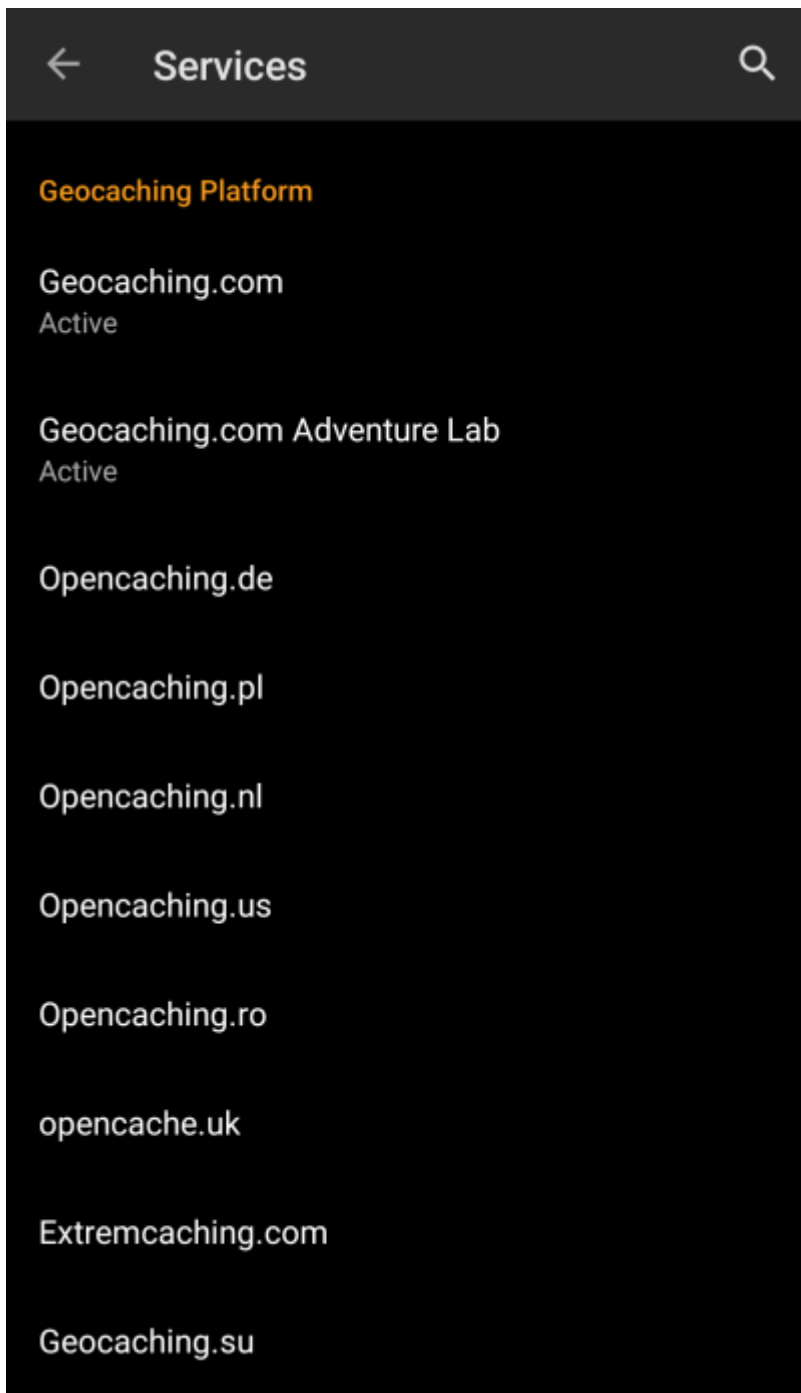 Services
Geocaching Platform
Geocaching.com
Active
Geocaching.com Adventure Lab
Active
Opencaching.de
Opencaching.pl
Opencaching.nl
Opencaching.us
Opencaching.ro
opencache.uk
Extremcaching.com
Geocaching.su